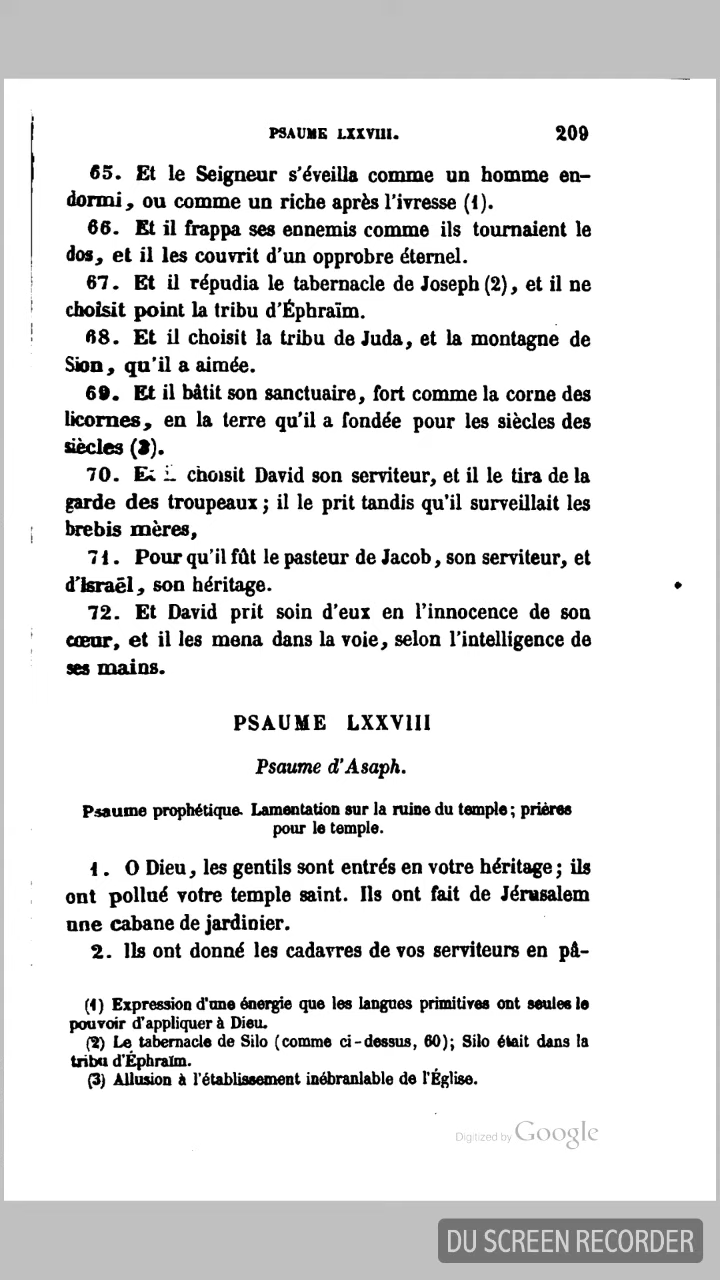 PSAUME LXXVIII. 209
65. Et le Seigneur s'éveilla comme un homme en-
dormi, ou comme un riche après l'ivresse (1).
66. Et il frappa ses ennemis comme ils tournaient le
dos, et il les couvrit d'un opprobre éternel.
67. Et il répudia le tabernacle de Joseph (2), et il ne
choisit point la tribu d'Éphraïm.
68. Et il choisit la tribu de Juda, et la montagne de
Sion, qu'il a aimée.
69. Et il bâtit son sanctuaire, fort comme la corne des
licornes, en la terre qu'il a fondée pour les siècles des
siècles (3).
70. Et choisit David son serviteur, et il le tira de la
garde des troupeaux; il le prit tandis qu'il surveillait les
brebis mères,
71. Pour qu'il fût le pasteur de Jacob, son serviteur, et
d'Israël, son héritage.
72. Et David prit soin d'eux en l'innocence de son
cœur, et il les mena dans la voie, selon l'intelligence de
ses mains.
PSAUME LXXVIII
Psaume d'Asaph.
Psaume prophétique. Lamentation sur la ruine du temple; prières
pour le temple.
1. O Dieu, les gentils sont entrés en votre héritage; ils
ont pollué votre temple saint. Ils ont fait de Jérusalem
une cabane de jardinier.
2. Ils ont donné les cadavres de vos serviteurs en pâ-
(1) Expression d'une énergie que les langues primitives ont seules le
pouvoir d'appliquer à Dieu.
(2) Le tabernacle de Silo (comme ci-dessus, 60); Silo était dans la
tribu d'Éphraïm.
(3) Allusion à l'établissement inébranlable de l'Église.
Digitized by Google
DU SCREEN RECORDER